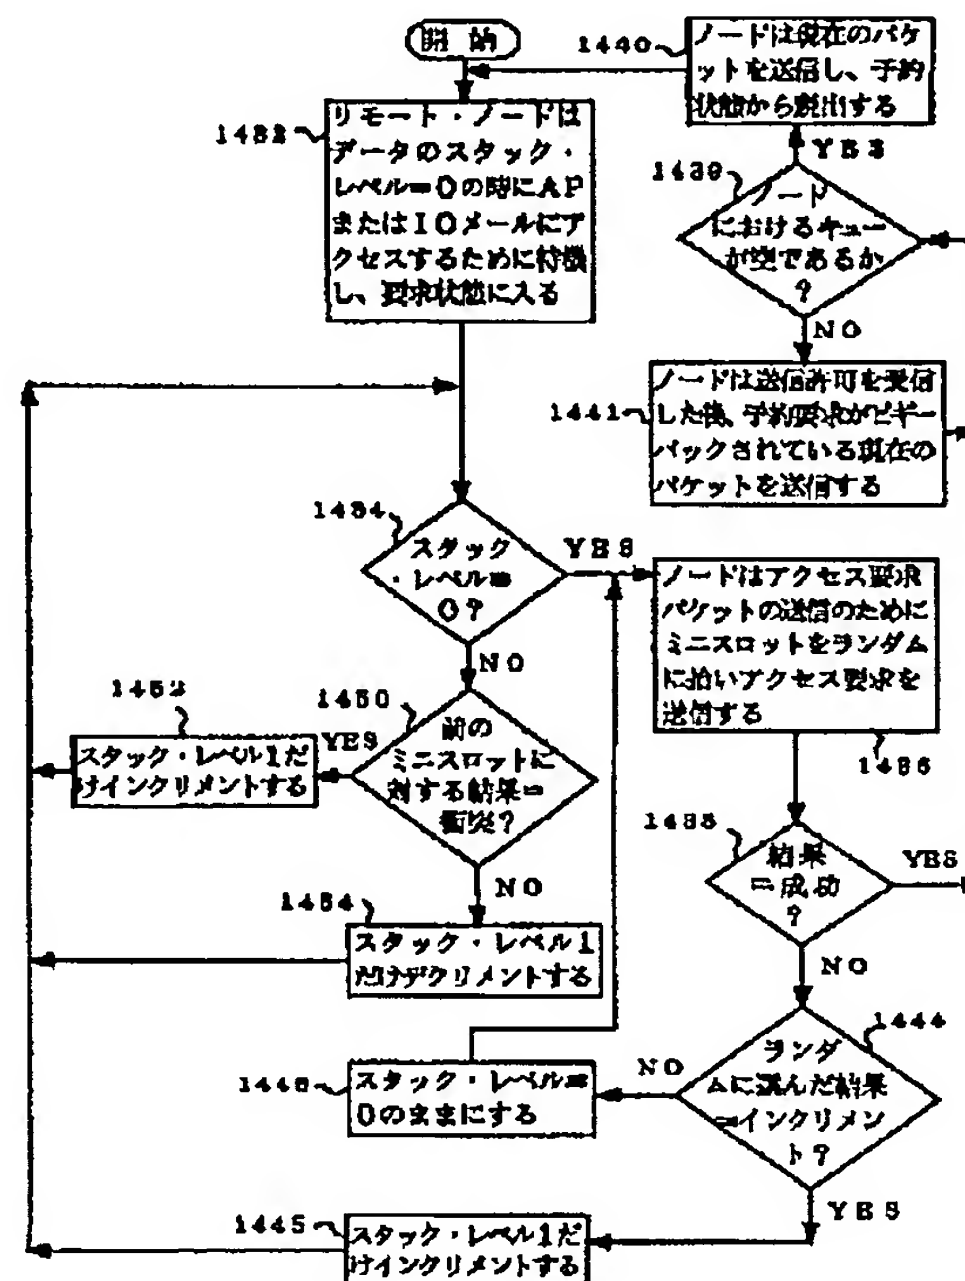 開 始
1432
リモート・ノードは
データのスタック・
レベル=0の時にAP
またはIOメールにア
クセスするために待機
し、要求状態に入る
1440
ノードは現在のパケ
ットを送信し、予約
状態から脱出する
YES
1439
ノード
におけるキュー
が空であるか
?
NO
1441
ノードは送信許可を受信
した後、予約要求がピギー
バックされている現在の
パケットを送信する
1434
スタック
・レベル=
0?
YES
NO
ノードはアクセス要求
パケットの送信のために
ミニスロットをランダム
に拾いアクセス要求を
送信する
1436
1450
前の
ミニスロットに
対する結果=
衝突?
YES
NO
1452
スタック・レベル1だ
けインクリメントする
1454
スタック・レベル1
だけデクリメントする
1438
結果
=成功
?
YES
NO
1444
ランダ
ムに選んだ結果
=インクリメン
ト?
NO
YES
1446
スタック・レベル=
0のままにする
1445
スタック・レベル1だ
けインクリメントする